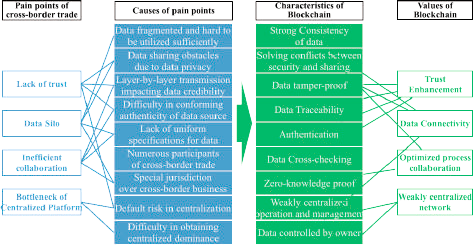 Pain points of
cross-border trade
Causes of pain points
Characteristics of
Blockchain
Values of
Blockchain
Lack of trust
Data Silo
Inefficient
collaboration
Bottleneck of
Centralized Platform
Data fragmented and hard to
be utilized sufficiently
Data sharing obstacles
due to data privacy
Layer-by-layer transmission
impacting data credibility
Difficulty in conforming
authenticity of data source
Lack of uniform
specifications for data
Numerous participants
of cross-border trade
Special jurisdiction
over cross-border business
Default risk in centralization
Difficulty in obtaining
centralized dominance
Strong Consistency
of data
Solving conflicts between
security and sharing
Data tamper-proof
Data Traceability
Authentication
Data Cross-checking
Zero-knowledge proof
Weakly centralized
operation and management
Data controlled by owner
Trust
Enhancement
Data Connectivity
Optimized process
collaboration
Weakly centralized
network